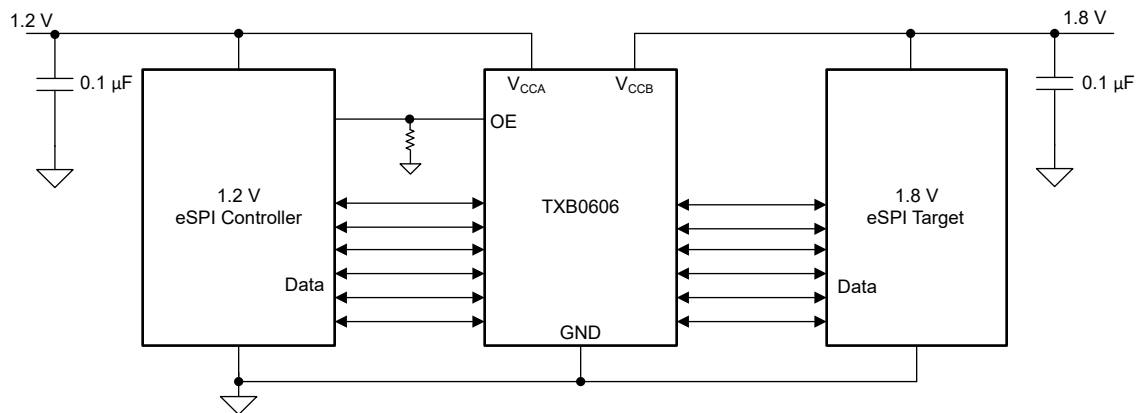 1.2 V
1.8 V
0.1 µF
VCCA
VCCB
0.1 µF
OE
1.2 V
eSPI Controller
TXB0606
1.8 V
eSPI Target
Data
Data
GND